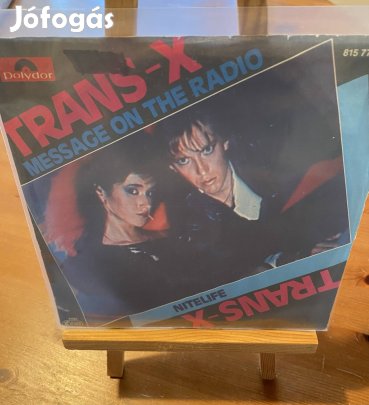 Jófogás
Polydor
TRANS-X
MESSAGE ON THE RADIO
815 77
NITELIFE
TRANS-X